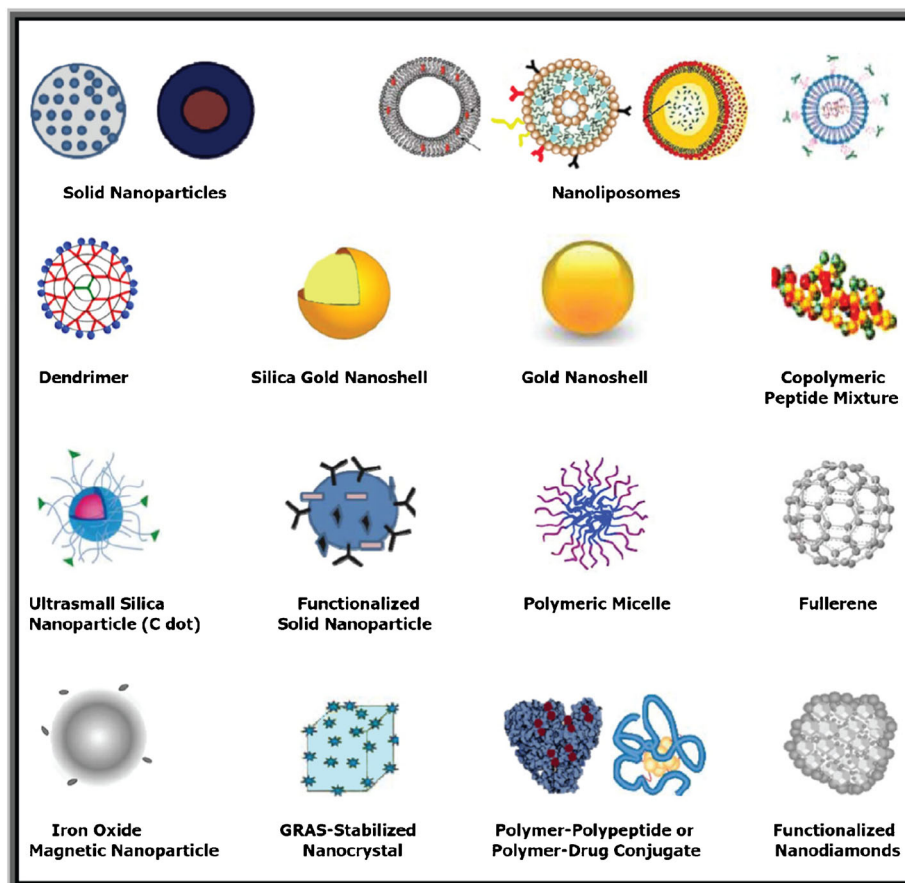 Solid Nanoparticles
Nanoliposomes
Dendrimer
Silica Gold Nanoshell
Gold Nanoshell
Copolymeric
Peptide Mixture
Ultrasmall Silica
Nanoparticle (C dot)
Functionalized
Solid Nanoparticle
Polymeric Micelle
Fullerene
Iron Oxide
Magnetic Nanoparticle
GRAS-Stabilized
Nanocrystal
Polymer-Polypeptide or
Polymer-Drug Conjugate
Functionalized
Nanodiamonds